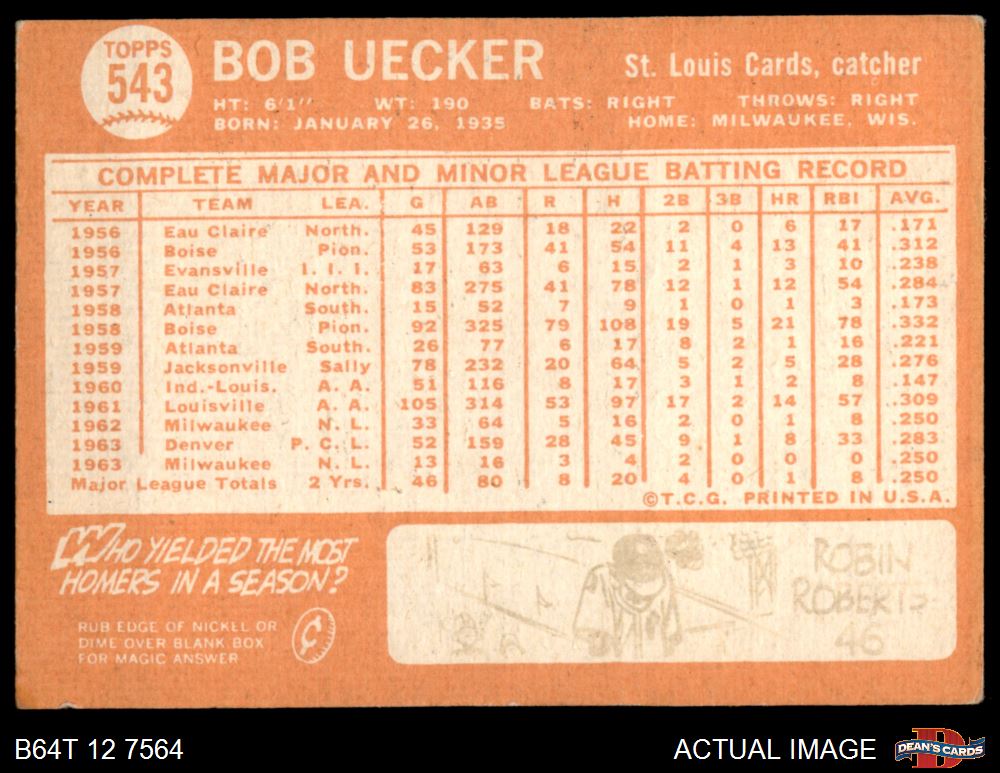 TOPPS
543
BOB UECKER
St. Louis Cards, catcher
HT: 6'1" WT: 190 BATS: RIGHT THROWS: RIGHT
BORN: JANUARY 26, 1935 HOME: MILWAUKEE, WIS.
COMPLETE MAJOR AND MINOR LEAGUE BATTING RECORD
YEAR TEAM LEA. G AB R H 2B 3B HR RBI AVG.
1956 Eau Claire North. 45 129 18 22 2 0 6 17 .171
1956 Boise Pion. 53 173 41 54 11 4 13 41 .312
1957 Evansville I. I. I. 17 63 6 15 2 1 3 10 .238
1957 Eau Claire North. 83 275 41 78 12 1 12 54 .284
1958 Atlanta South. 15 52 7 9 1 0 1 3 .173
1958 Boise Pion. 92 325 79 108 19 5 21 78 .332
1959 Atlanta South. 26 77 6 17 8 2 1 16 .221
1959 Jacksonville Sally 78 232 20 64 5 2 5 28 .276
1960 Ind.-Louis. A. A. 51 116 8 17 3 1 2 8 .147
1961 Louisville A. A. 105 314 53 97 17 2 14 57 .309
1962 Milwaukee N. L. 33 64 5 16 2 0 1 8 .250
1963 Denver P. C. L. 52 159 28 45 9 1 8 33 .283
1963 Milwaukee N. L. 13 16 3 4 2 0 0 0 .250
Major League Totals 2 Yrs. 46 80 8 20 4 0 1 8 .250
©T.C.G. PRINTED IN U.S.A.
WHO YIELDED THE MOST
HOMERS IN A SEASON?
RUB EDGE OF NICKEL OR
DIME OVER BLANK BOX
FOR MAGIC ANSWER
¢
ROBIN
ROBERTS-
46
B64T 12 7564
ACTUAL IMAGE
D
DEAN'S CARDS